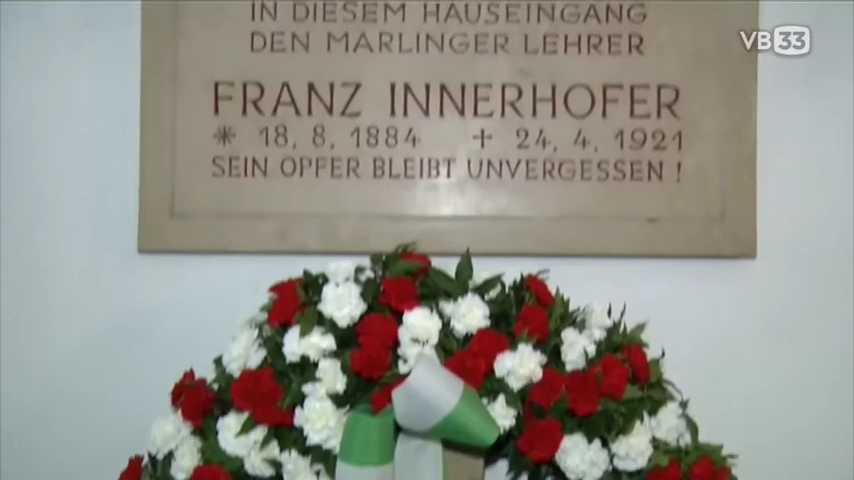 VB33
IN DIESEM HAUSEINGANG
DEN MARLINGER LEHRER
FRANZ INNERHOFER
* 18. 8. 1884 + 24. 4. 1921
SEIN OPFER BLEIBT UNVERGESSEN!